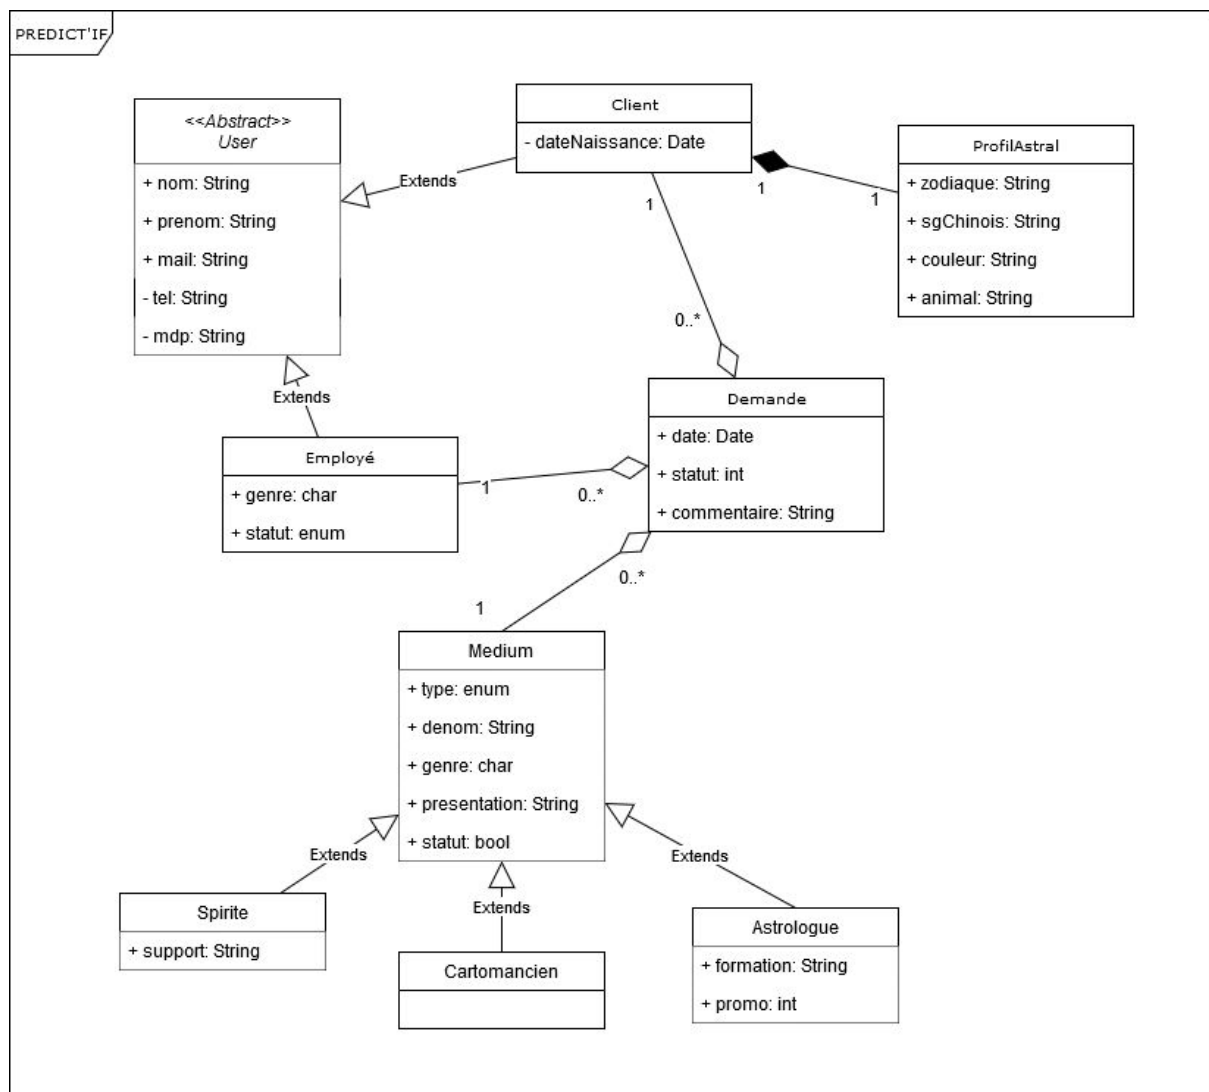 PREDICT'IF
<<Abstract>>
User
+ nom: String
+ prenom: String
+ mail: String
- tel: String
- mdp: String
Extends
Client
- dateNaissance: Date
1
1
ProfilAstral
+ zodiaque: String
+ sgChinois: String
+ couleur: String
+ animal: String
1
0..*
Extends
Employé
+ genre: char
+ statut: enum
1
0..*
Demande
+ date: Date
+ statut: int
+ commentaire: String
0..*
1
Medium
+ type: enum
+ denom: String
+ genre: char
+ presentation: String
+ statut: bool
Extends
Extends
Extends
Spirite
+ support: String
Cartomancien
Astrologue
+ formation: String
+ promo: int